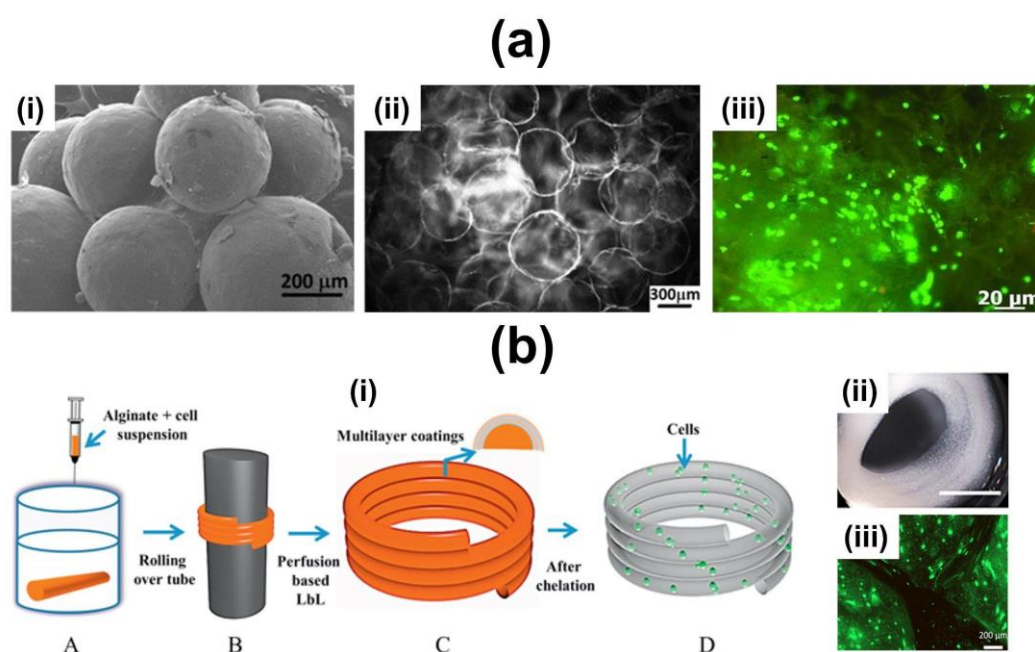 (a)
(i)
200 µm
(ii)
300µm
(iii)
20 µm
(b)
Alginate + cell
suspension
A
Rolling
over tube
B
Perfusion
based
LbL
(i)
Multilayer coatings
C
After
chelation
Cells
D
(ii)
(iii)
200 µm